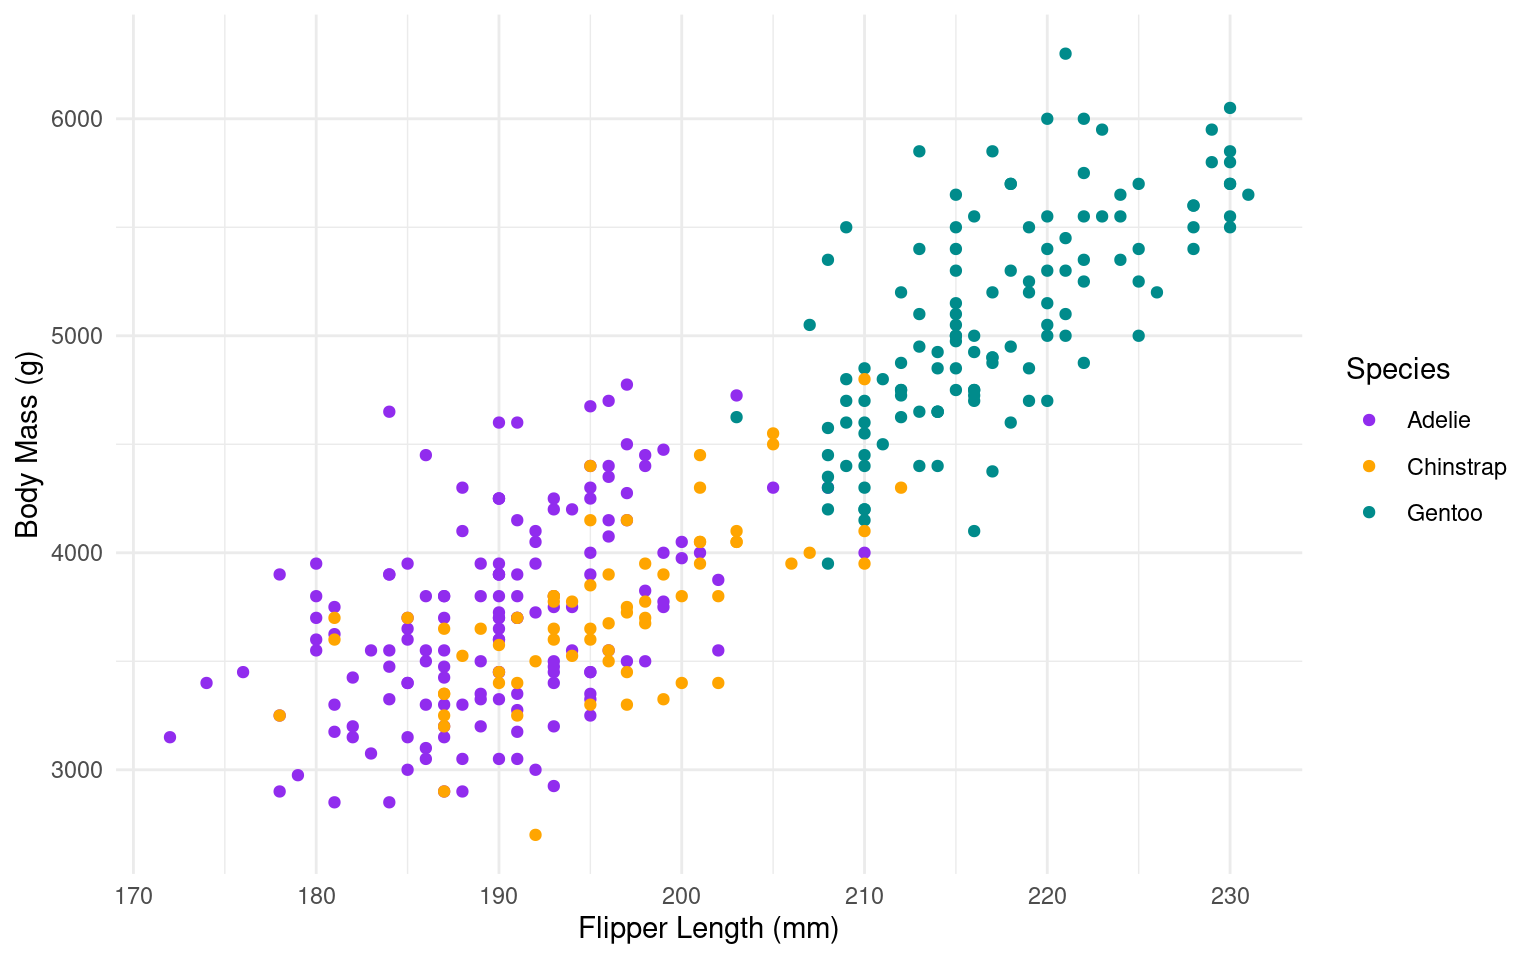 6000
5000
4000
3000
Body Mass (g)
170 180 190 200 210 220 230
Flipper Length (mm)
Species
Adelie
Chinstrap
Gentoo